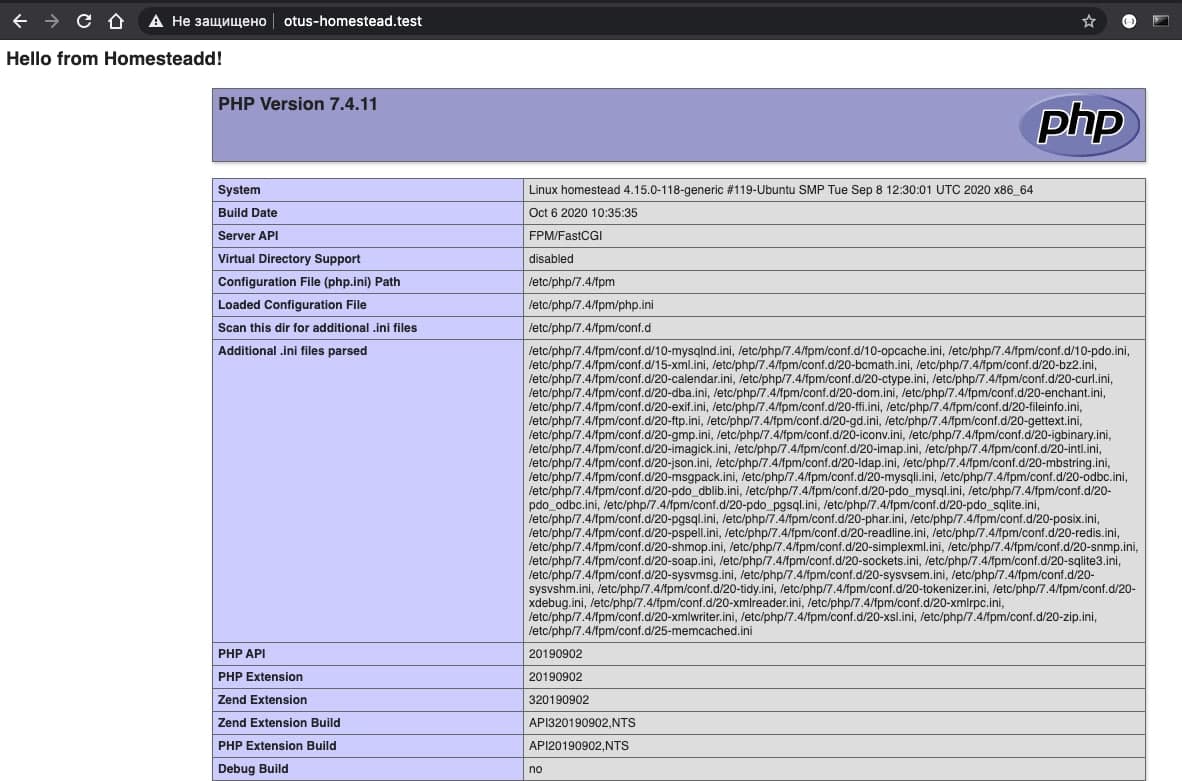 Не защищено otus-homestead.test
Hello from Homesteadd!
PHP Version 7.4.11
php
System Linux homestead 4.15.0-118-generic #119-Ubuntu SMP Tue Sep 8 12:30:01 UTC 2020 x86_64
Build Date Oct 6 2020 10:35:35
Server API FPM/FastCGI
Virtual Directory Support disabled
Configuration File (php.ini) Path /etc/php/7.4/fpm
Loaded Configuration File /etc/php/7.4/fpm/php.ini
Scan this dir for additional .ini files /etc/php/7.4/fpm/conf.d
Additional .ini files parsed /etc/php/7.4/fpm/conf.d/10-mysqlnd.ini, /etc/php/7.4/fpm/conf.d/10-opcache.ini, /etc/php/7.4/fpm/conf.d/10-pdo.ini,
/etc/php/7.4/fpm/conf.d/15-xml.ini, /etc/php/7.4/fpm/conf.d/20-bcmath.ini, /etc/php/7.4/fpm/conf.d/20-bz2.ini,
/etc/php/7.4/fpm/conf.d/20-calendar.ini, /etc/php/7.4/fpm/conf.d/20-ctype.ini, /etc/php/7.4/fpm/conf.d/20-curl.ini,
/etc/php/7.4/fpm/conf.d/20-dba.ini, /etc/php/7.4/fpm/conf.d/20-dom.ini, /etc/php/7.4/fpm/conf.d/20-enchant.ini,
/etc/php/7.4/fpm/conf.d/20-exif.ini, /etc/php/7.4/fpm/conf.d/20-ffi.ini, /etc/php/7.4/fpm/conf.d/20-fileinfo.ini,
/etc/php/7.4/fpm/conf.d/20-ftp.ini, /etc/php/7.4/fpm/conf.d/20-gd.ini, /etc/php/7.4/fpm/conf.d/20-gettext.ini,
/etc/php/7.4/fpm/conf.d/20-gmp.ini, /etc/php/7.4/fpm/conf.d/20-iconv.ini, /etc/php/7.4/fpm/conf.d/20-igbinary.ini,
/etc/php/7.4/fpm/conf.d/20-imagick.ini, /etc/php/7.4/fpm/conf.d/20-imap.ini, /etc/php/7.4/fpm/conf.d/20-intl.ini,
/etc/php/7.4/fpm/conf.d/20-json.ini, /etc/php/7.4/fpm/conf.d/20-ldap.ini, /etc/php/7.4/fpm/conf.d/20-mbstring.ini,
/etc/php/7.4/fpm/conf.d/20-msgpack.ini, /etc/php/7.4/fpm/conf.d/20-mysqli.ini, /etc/php/7.4/fpm/conf.d/20-odbc.ini,
/etc/php/7.4/fpm/conf.d/20-pdo_dblib.ini, /etc/php/7.4/fpm/conf.d/20-pdo_mysql.ini, /etc/php/7.4/fpm/conf.d/20-
pdo_odbc.ini, /etc/php/7.4/fpm/conf.d/20-pdo_pgsql.ini, /etc/php/7.4/fpm/conf.d/20-pdo_sqlite.ini,
/etc/php/7.4/fpm/conf.d/20-pgsql.ini, /etc/php/7.4/fpm/conf.d/20-phar.ini, /etc/php/7.4/fpm/conf.d/20-posix.ini,
/etc/php/7.4/fpm/conf.d/20-pspell.ini, /etc/php/7.4/fpm/conf.d/20-readline.ini, /etc/php/7.4/fpm/conf.d/20-redis.ini,
/etc/php/7.4/fpm/conf.d/20-shmop.ini, /etc/php/7.4/fpm/conf.d/20-simplexml.ini, /etc/php/7.4/fpm/conf.d/20-snmp.ini,
/etc/php/7.4/fpm/conf.d/20-soap.ini, /etc/php/7.4/fpm/conf.d/20-sockets.ini, /etc/php/7.4/fpm/conf.d/20-sqlite3.ini,
/etc/php/7.4/fpm/conf.d/20-sysvmsg.ini, /etc/php/7.4/fpm/conf.d/20-sysvsem.ini, /etc/php/7.4/fpm/conf.d/20-
sysvshm.ini, /etc/php/7.4/fpm/conf.d/20-tidy.ini, /etc/php/7.4/fpm/conf.d/20-tokenizer.ini, /etc/php/7.4/fpm/conf.d/20-
xdebug.ini, /etc/php/7.4/fpm/conf.d/20-xmlreader.ini, /etc/php/7.4/fpm/conf.d/20-xmlrpc.ini,
/etc/php/7.4/fpm/conf.d/20-xmlwriter.ini, /etc/php/7.4/fpm/conf.d/20-xsl.ini, /etc/php/7.4/fpm/conf.d/20-zip.ini,
/etc/php/7.4/fpm/conf.d/25-memcached.ini
PHP API 20190902
PHP Extension 20190902
Zend Extension 320190902
Zend Extension Build API320190902,NTS
PHP Extension Build API20190902,NTS
Debug Build no